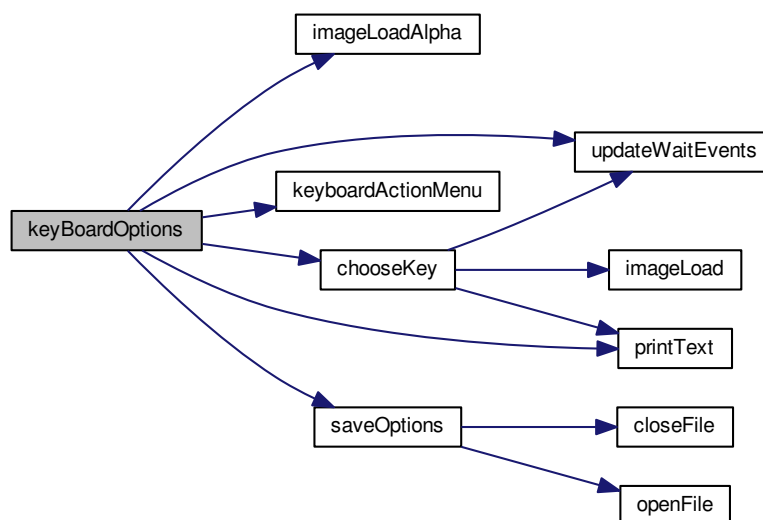 imageLoadAlpha
updateWaitEvents
keyboardActionMenu
keyBoardOptions
chooseKey
imageLoad
printText
saveOptions
closeFile
openFile